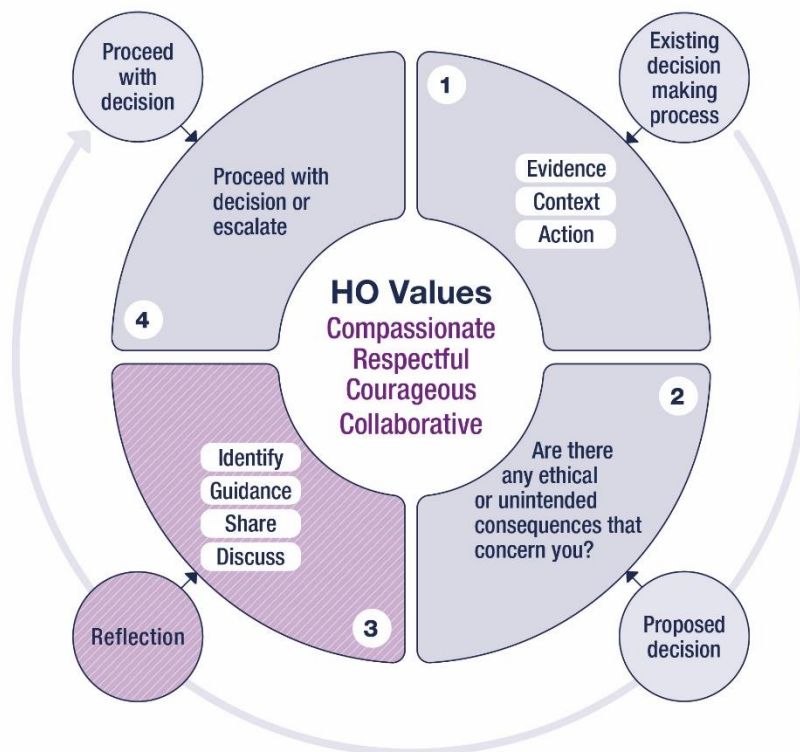 Proceed
with
decision
Existing
decision
making
process
1
Evidence
Context
Action
Proceed with
decision or
escalate
4
HO Values
Compassionate
Respectful
Courageous
Collaborative
2
Are there
any ethical
or unintended
consequences that
concern you?
Identify
Guidance
Share
Discuss
3
Reflection
Proposed
decision